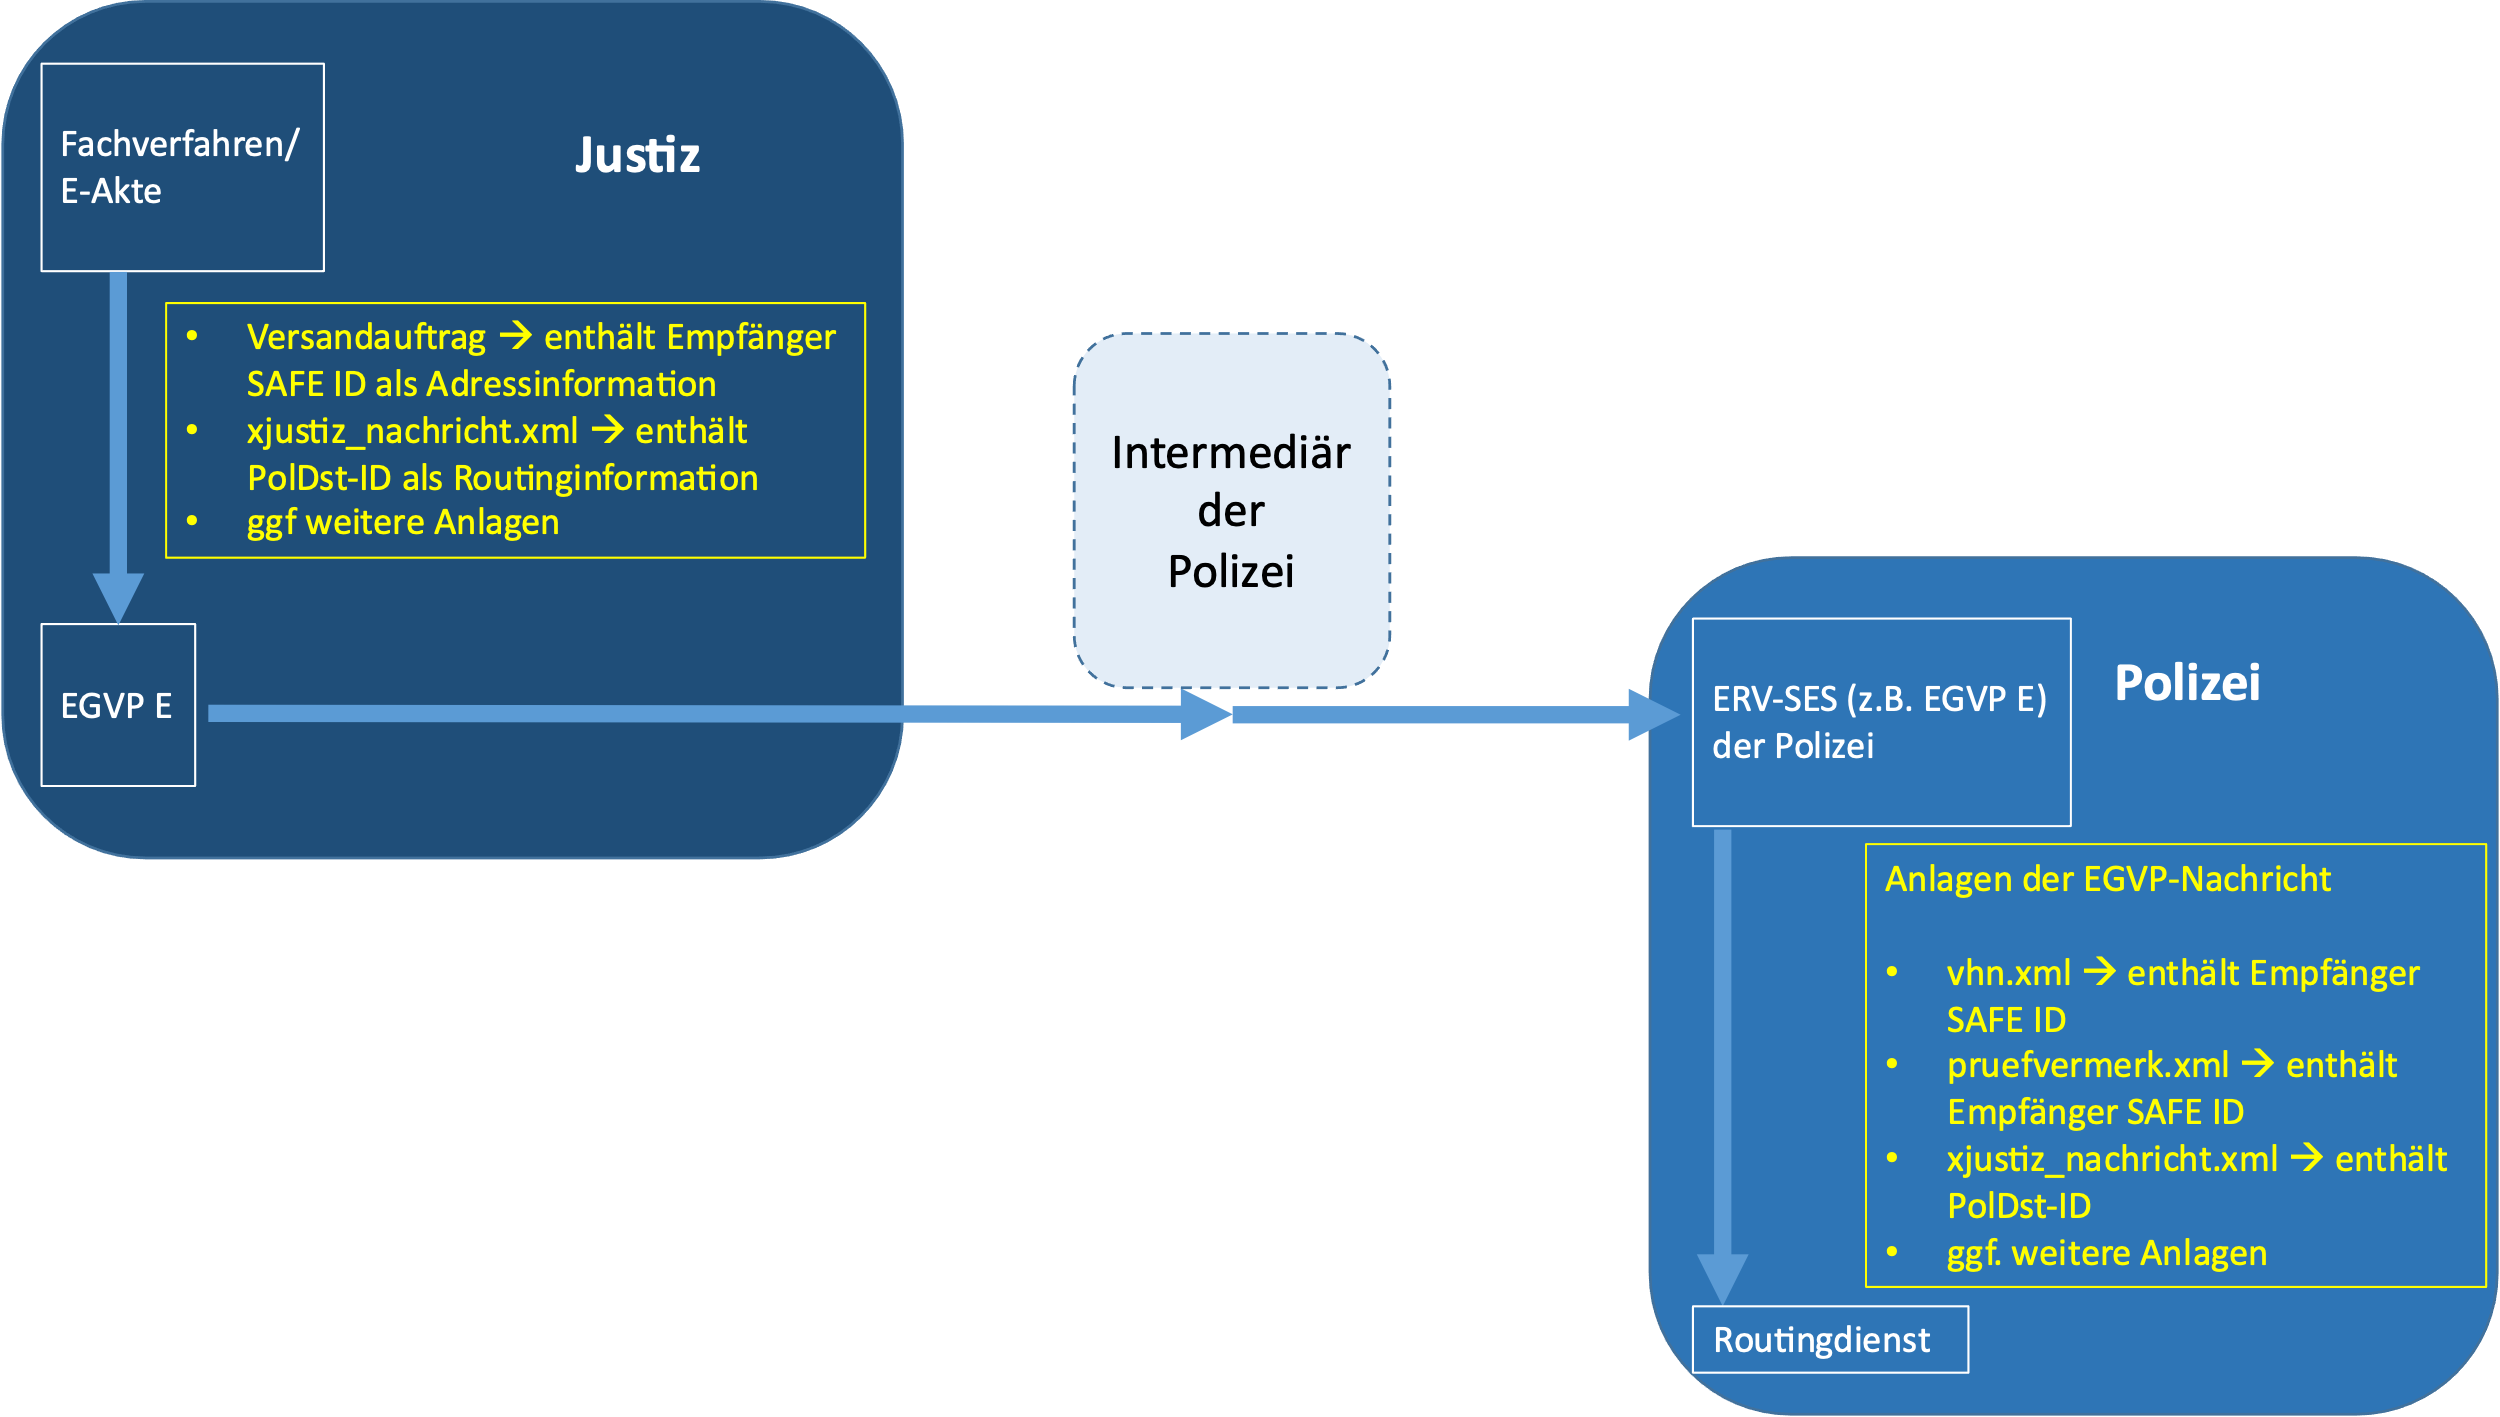 Fachverfahren/
E-Akte
Justiz
• Versandauftrag → enthält Empfänger
SAFE ID als Adressinformation
• xjustiz_nachricht.xml → enthält
PolDst-ID als Routinginformation
• ggf weitere Anlagen
EGVP E
Intermediär
der
Polizei
ERV-SES (z.B. EGVP E)
der Polizei
Polizei
Anlagen der EGVP-Nachricht
• vhn.xml → enthält Empfänger
SAFE ID
• pruefvermerk.xml → enthält
Empfänger SAFE ID
• xjustiz_nachricht.xml → enthält
PolDst-ID
• ggf. weitere Anlagen
Routingdienst